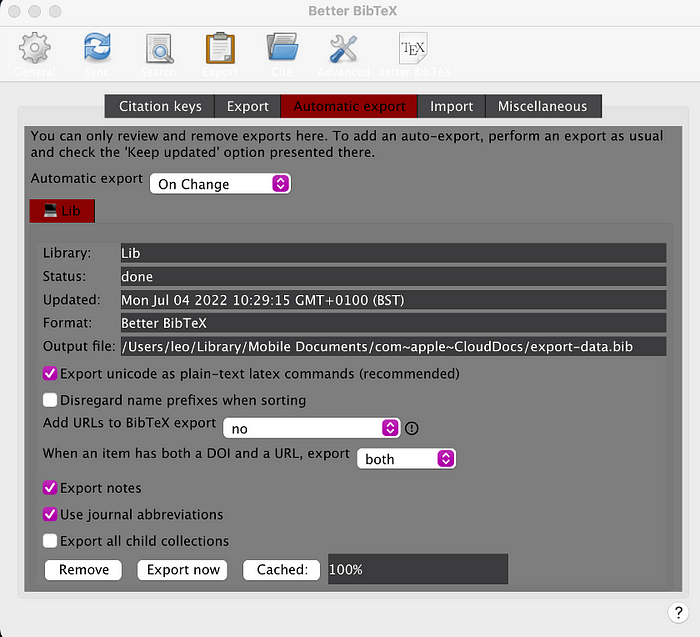 Better BibTeX
General Sync Search Export Cite Advanced Better BibTeX
TEX
Citation keys Export Automatic export Import Miscellaneous
You can only review and remove exports here. To add an auto-export, perform an export as usual
and check the 'Keep updated' option presented there.
Automatic export On Change
Lib
Library: Lib
Status: done
Updated: Mon Jul 04 2022 10:29:15 GMT+0100 (BST)
Format: Better BibTeX
Output file: /Users/leo/Library/Mobile Documents/com~apple~CloudDocs/export-data.bib
Export unicode as plain-text latex commands (recommended)
Disregard name prefixes when sorting
Add URLs to BibTeX export no
When an item has both a DOI and a URL, export both
Export notes
Use journal abbreviations
Export all child collections
Remove Export now Cached: 100%
?